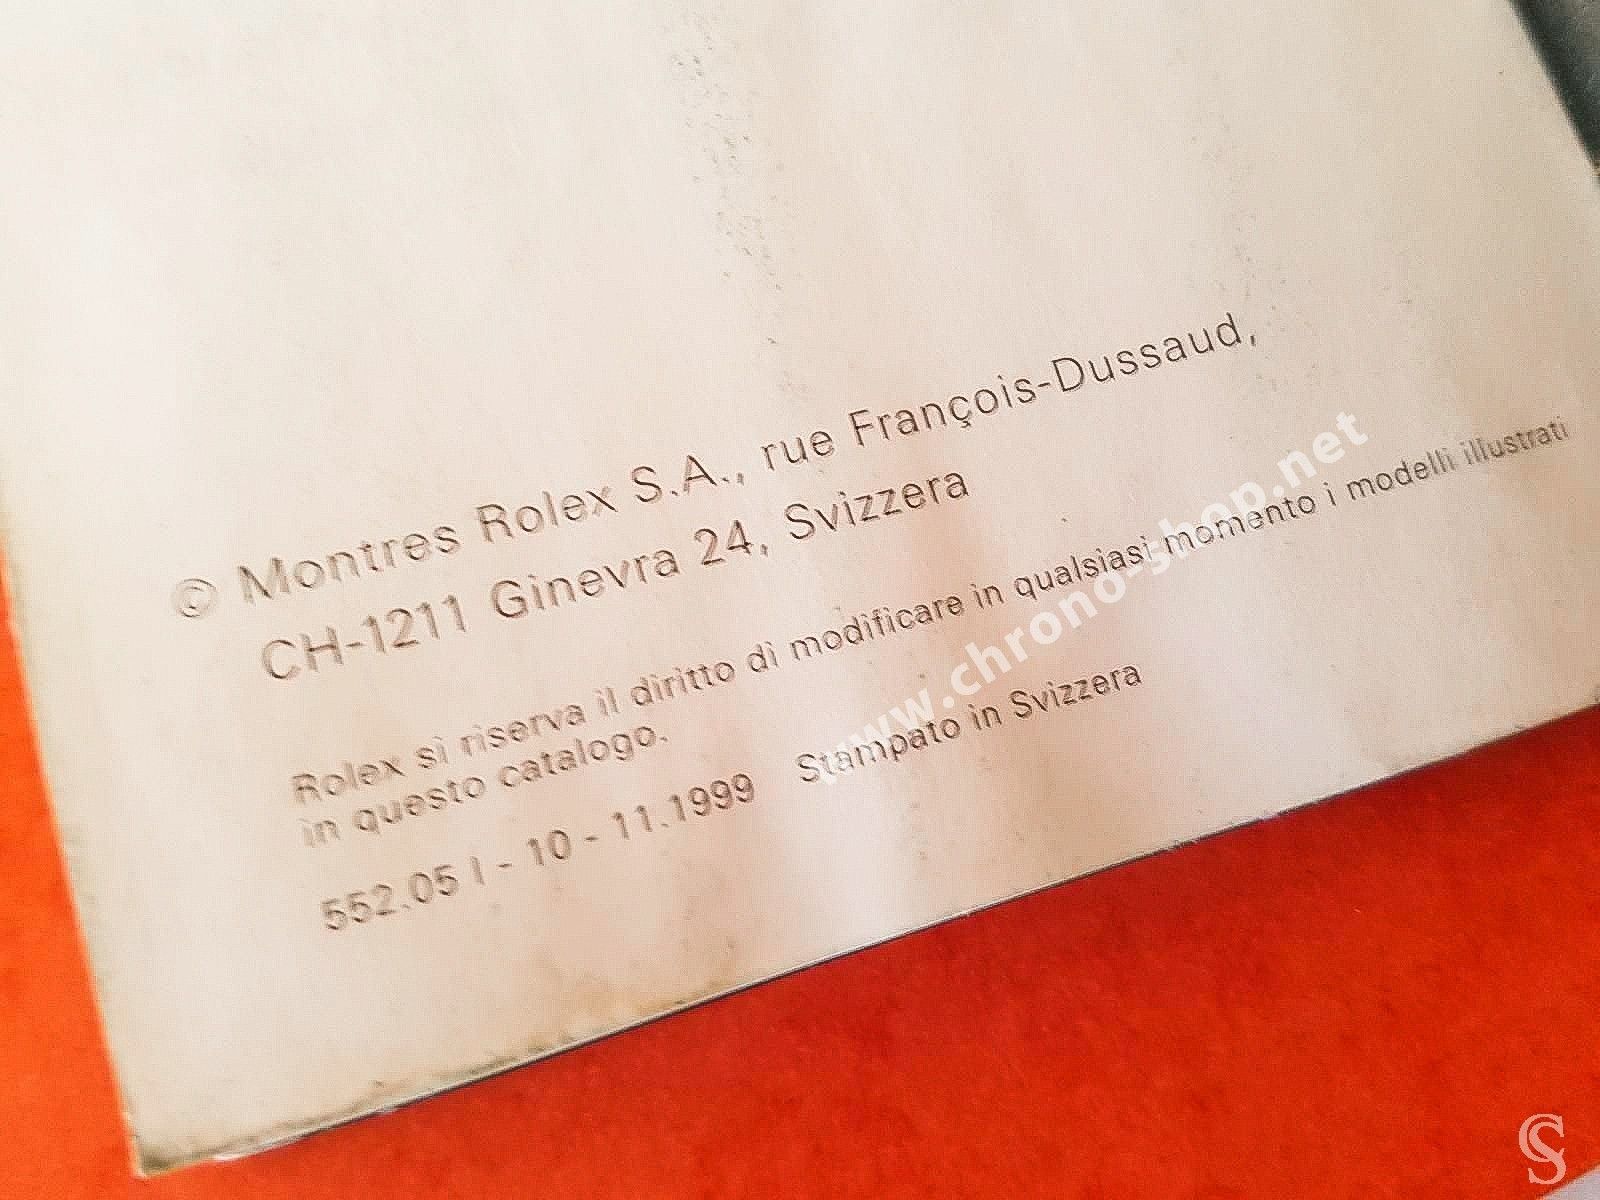 © Montres Rolex S.A., rue François-Dussaud,
CH-1211 Ginevra 24, Svizzera
Rolex si riserva il diritto di modificare in qualsiasi momento i modelli illustrati
in questo catalogo.
552.05 I - 10 - 11.1999 Stampato in Svizzera
www.chrono-shop.net